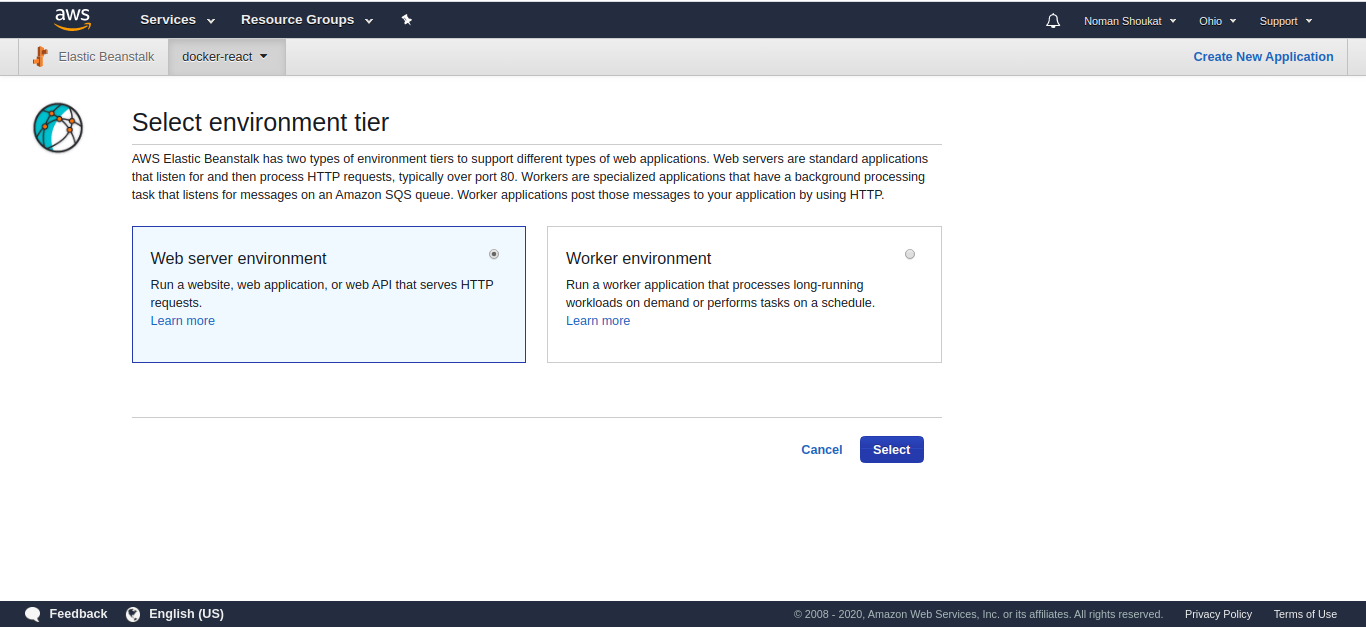 aws Services Resource Groups Noman Shoukat Ohio Support
Elastic Beanstalk docker-react Create New Application
Select environment tier
AWS Elastic Beanstalk has two types of environment tiers to support different types of web applications. Web servers are standard applications
that listen for and then process HTTP requests, typically over port 80. Workers are specialized applications that have a background processing
task that listens for messages on an Amazon SQS queue. Worker applications post those messages to your application by using HTTP.
Web server environment
Run a website, web application, or web API that serves HTTP
requests.
Learn more
Worker environment
Run a worker application that processes long-running
workloads on demand or performs tasks on a schedule.
Learn more
Cancel Select
Feedback English (US) © 2008 - 2020, Amazon Web Services, Inc. or its affiliates. All rights reserved. Privacy Policy Terms of Use